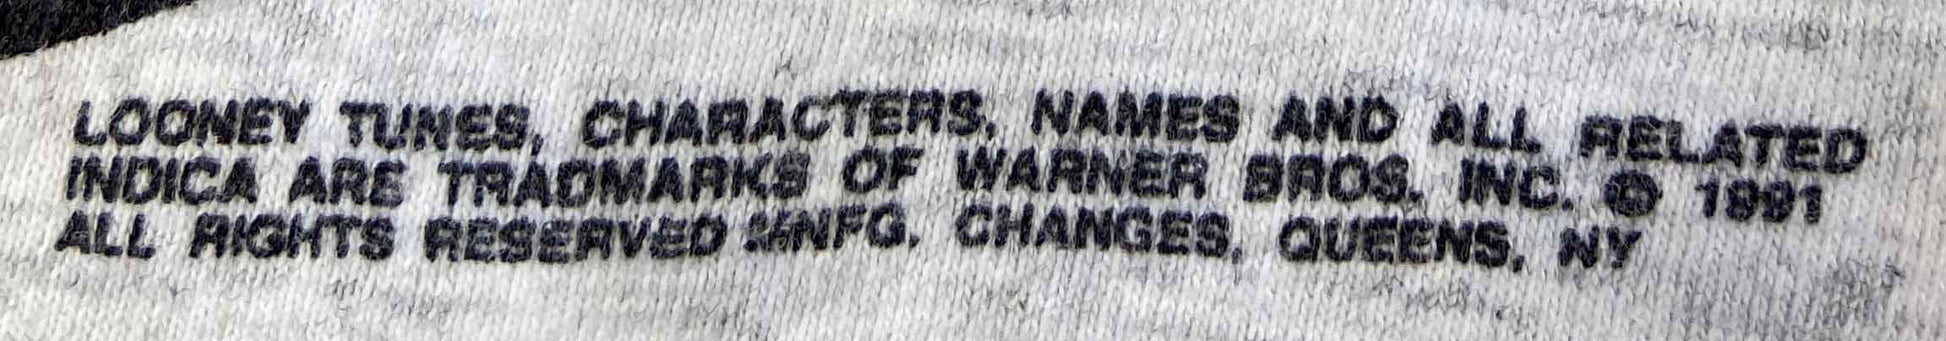 LOONEY TUNES, CHARACTERS, NAMES AND ALL RELATED
INDICA ARE TRADMARKS OF WARNER BROS. INC. © 1991
ALL RIGHTS RESERVED MNFG. CHANGES, QUEENS, NY